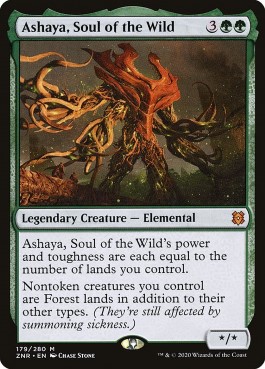 Ashaya, Soul of the Wild 3
Legendary Creature — Elemental
Ashaya, Soul of the Wild's power
and toughness are each equal to the
number of lands you control.
Nontoken creatures you control
are Forest lands in addition to their
other types. (They're still affected by
summoning sickness.)
*/*
179/280 M
ZNR • EN Chase Stone
™ & © 2020 Wizards of the Coast